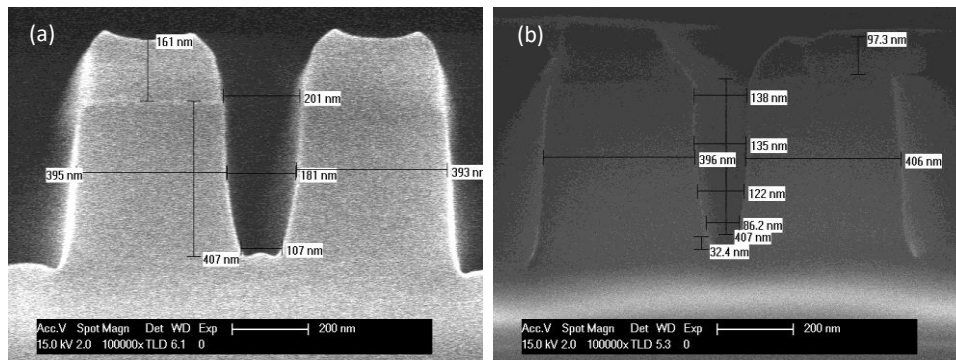 (a)
161 nm
201 nm
395 nm
181 nm
393 n
407 nm
107 nm
Acc.V Spot Magn Det WD Exp
200 nm
15.0 kV 2.0 100000x TLD 6.1 0
(b)
97.3 nm
138 nm
135 nm
396 nm
406 nm
122 nm
86.2 nm
407 nm
32.4 nm
Acc.V Spot Magn Det WD Exp
200 nm
15.0 kV 2.0 100000x TLD 5.3 0